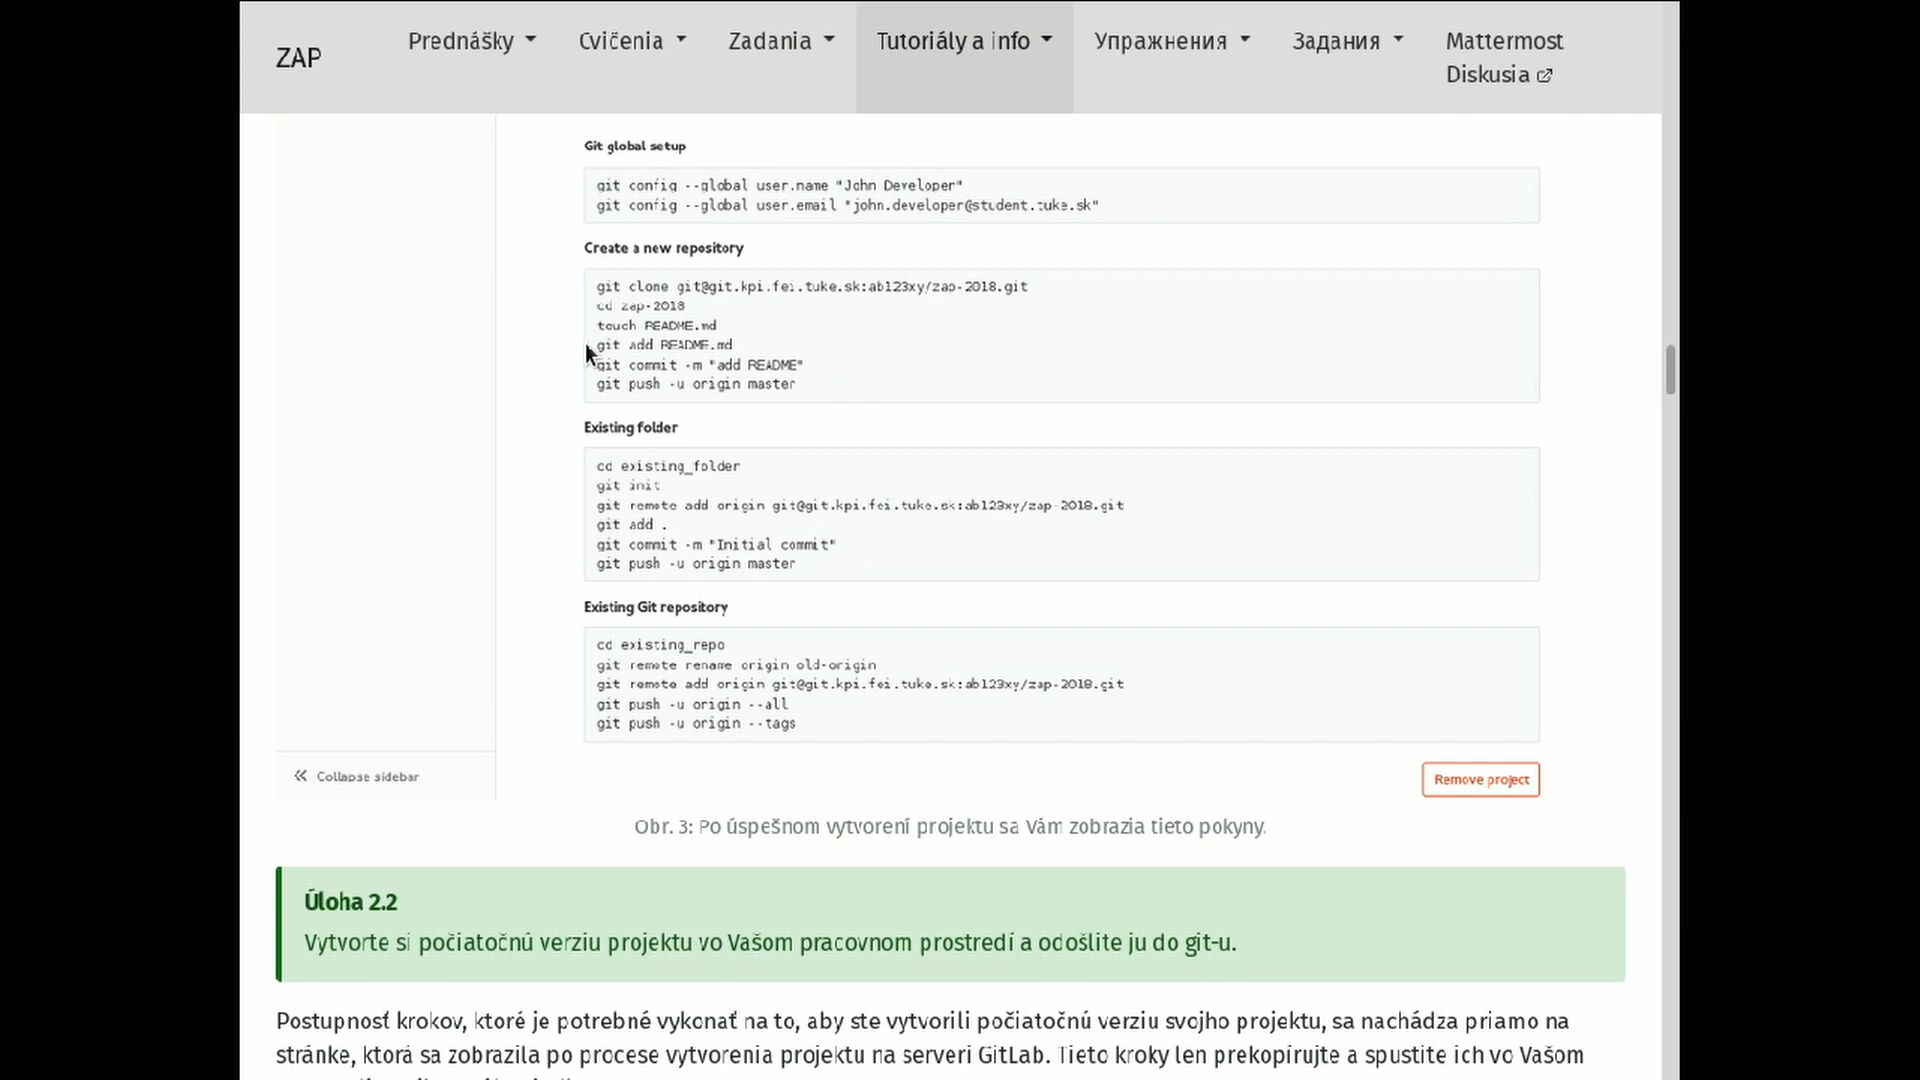 ZAP
Prednášky
Cvičenia
Zadania
Tutoriály a info
Упражнения
Задания
Mattermost
Diskusia
Git global setup
git config --global user.name "John Developer"
git config --global user.email "john.developer@student.tuke.sk"
Create a new repository
git clone git@git.kpi.fei.tuke.sk:ab123xy/zap-2018.git
cd zap-2018
touch README.md
git add README.md
git commit -m "add README"
git push -u origin master
Existing folder
cd existing_folder
git init
git remote add origin git@git.kpi.fei.tuke.sk:ab123xy/zap-2018.git
git add .
git commit -m "Initial commit"
git push -u origin master
Existing Git repository
cd existing_repo
git remote rename origin old-origin
git remote add origin git@git.kpi.fei.tuke.sk:ab123xy/zap-2018.git
git push -u origin --all
git push -u origin --tags
Collapse sidebar
Remove project
Obr. 3: Po úspešnom vytvorení projektu sa Vám zobrazia tieto pokyny.
Úloha 2.2
Vytvorte si počiatočnú verziu projektu vo Vašom pracovnom prostredí a odošlite ju do git-u.
Postupnosť krokov, ktoré je potrebné vykonať na to, aby ste vytvorili počiatočnú verziu svojho projektu, sa nachádza priamo na
stránke, ktorá sa zobrazila po procese vytvorenia projektu na serveri GitLab. Tieto kroky len prekopírujte a spustite ich vo Vašom